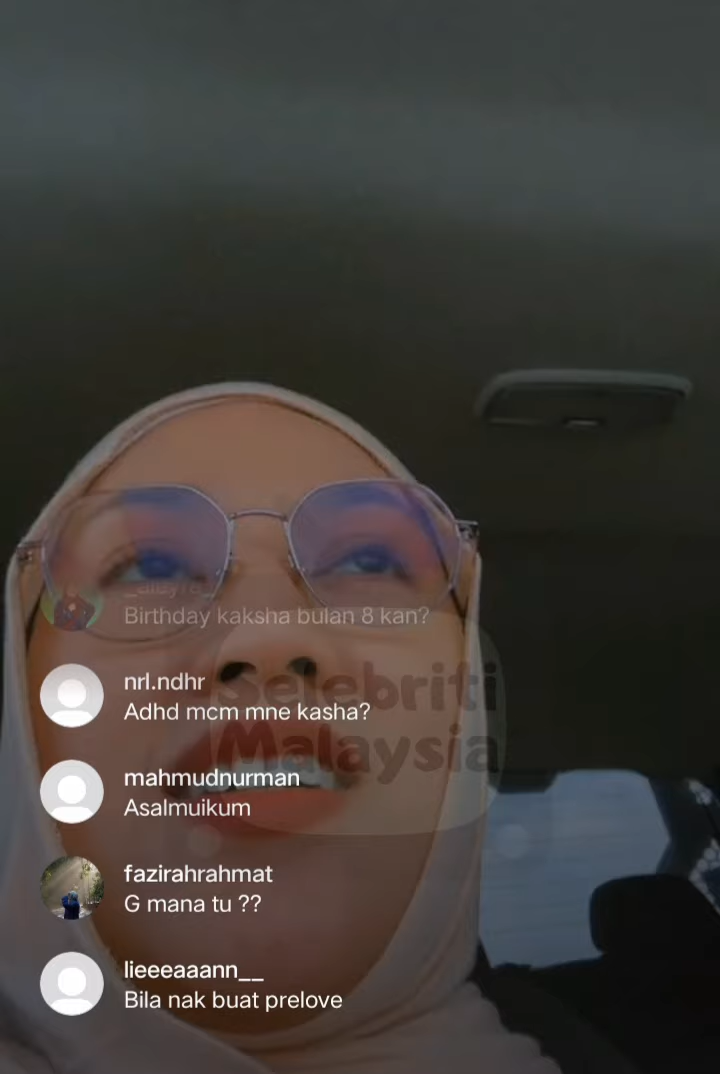 _aleyre_
Birthday kaksha bulan 8 kan?
nrl.ndhr
Adhd mcm mne kasha?
Selebriti
Malaysia
mahmudnurman
Asalmuikum
fazirahrahmat
G mana tu ??
lieeeaaann__
Bila nak buat prelove